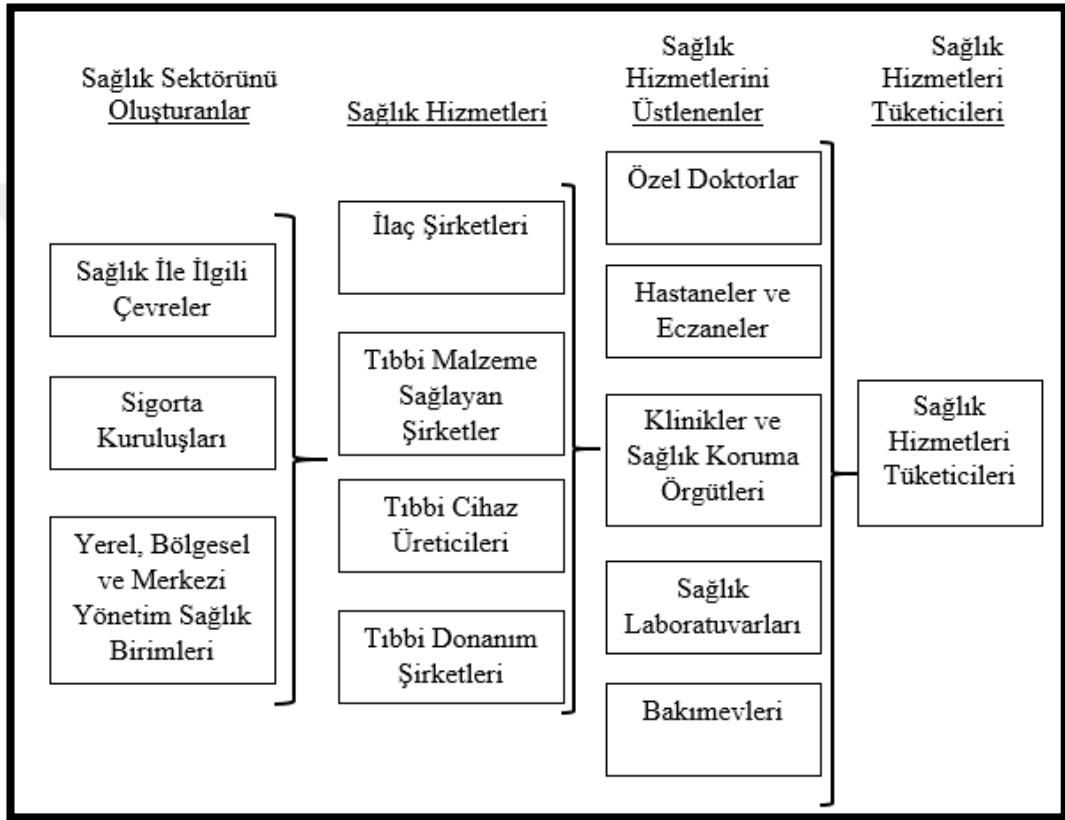 Sağlık Sektörünü
Oluşturanlar
Sağlık İle İlgili
Çevreler
Sigorta
Kuruluşları
Yerel, Bölgesel
ve Merkezi
Yönetim Sağlık
Birimleri
Sağlık Hizmetleri
İlaç Şirketleri
Tıbbi Malzeme
Sağlayan
Şirketler
Tıbbi Cihaz
Üreticileri
Tıbbi Donanım
Şirketleri
Sağlık
Hizmetlerini
Üstlenenler
Özel Doktorlar
Hastaneler ve
Eczaneler
Klinikler ve
Sağlık Koruma
Örgütleri
Sağlık
Laboratuvarları
Bakımevleri
Sağlık
Hizmetleri
Tüketicileri
Sağlık
Hizmetleri
Tüketicileri